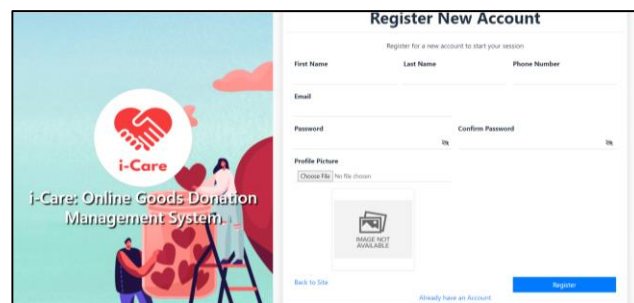 i-Care
i-Care: Online Goods Donation
Management System
Register New Account
Register for a new account to start your session
First Name Last Name Phone Number
Email
Password Confirm Password
Profile Picture
Choose File No file chosen
IMAGE NOT
AVAILABLE
Back to Site Register
Already have an Account